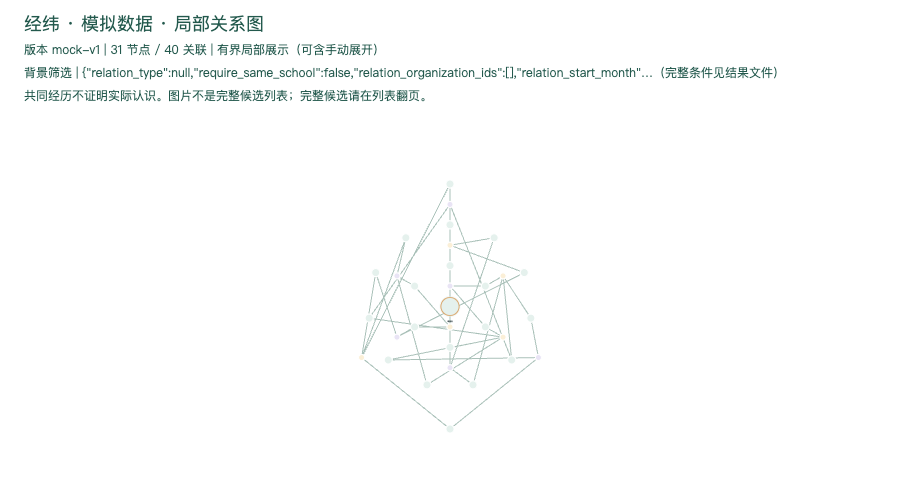 经纬 · 模拟数据 · 局部关系图
版本 mock-v1 | 31 节点 / 40 关联 | 有界局部展示（可含手动展开）
背景筛选 | {"relation_type":null,"require_same_school":false,"relation_organization_ids":[],"relation_start_month"…（完整条件见结果文件）
共同经历不证明实际认识。图片不是完整候选列表；完整候选请在列表翻页。